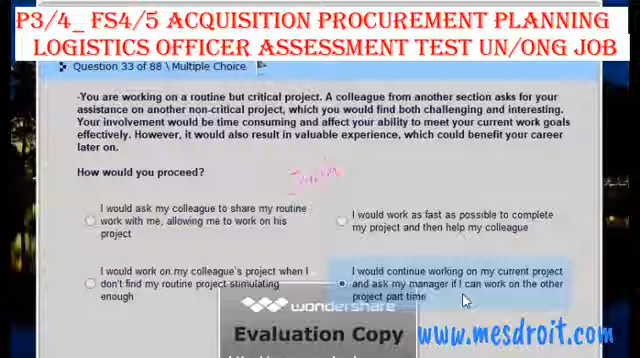 P3/4_ FS4/5 ACQUISITION PROCUREMENT PLANNING
LOGISTICS OFFICER ASSESSMENT TEST UN/ONG JOB
Question 33 of 88 \ Multiple Choice
-You are working on a routine but critical project. A colleague from another section asks for your
assistance on another non-critical project, which you would find both challenging and interesting.
Your involvement would be time consuming and affect your ability to meet your current work goals
effectively. However, it would also result in valuable experience, which could benefit your career
later on.
How would you proceed?
I would ask my colleague to share my routine
work with me, allowing me to work on his
project
I would work as fast as possible to complete
my project and then help my colleague
I would work on my colleague's project when I
don't find my routine project stimulating
enough
I would continue working on my current project
and ask my manager if I can work on the other
project part time
wondershare
Evaluation Copy
www.mesdroit.com